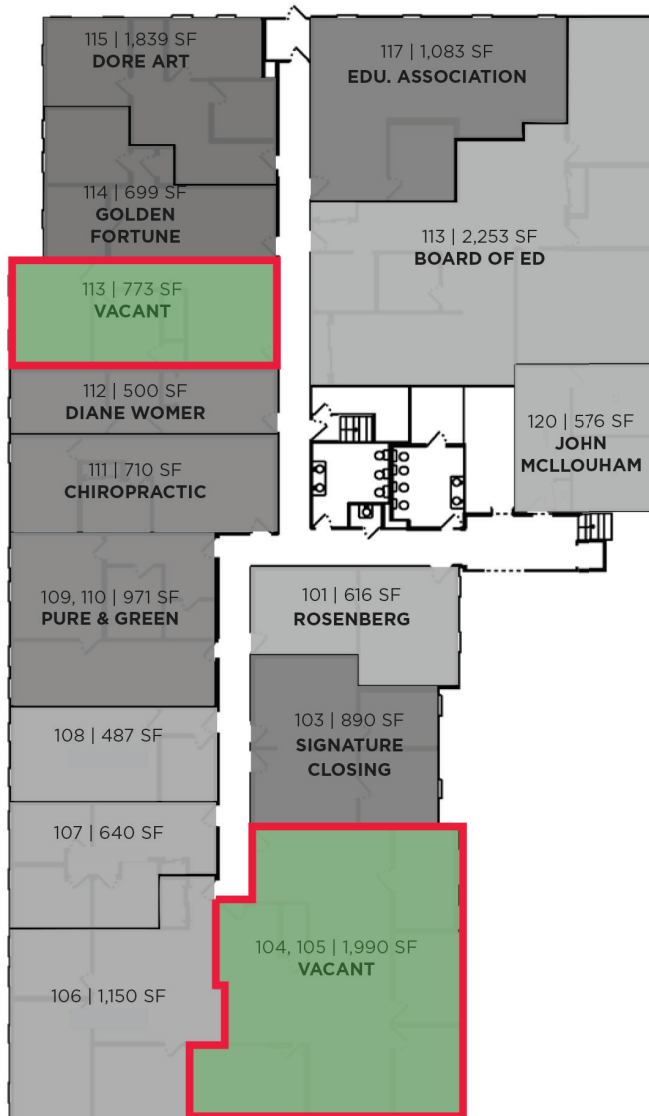 115 | 1,839 SF
DORE ART
117 | 1,083 SF
EDU. ASSOCIATION
114 | 699 SF
GOLDEN
FORTUNE
113 | 2,253 SF
BOARD OF ED
113 | 773 SF
VACANT
112 | 500 SF
DIANE WOMER
120 | 576 SF
JOHN
MCLLOUHAM
111 | 710 SF
CHIROPRACTIC
109, 110 | 971 SF
PURE & GREEN
101 | 616 SF
ROSENBERG
103 | 890 SF
SIGNATURE
CLOSING
108 | 487 SF
107 | 640 SF
104, 105 | 1,990 SF
VACANT
106 | 1,150 SF